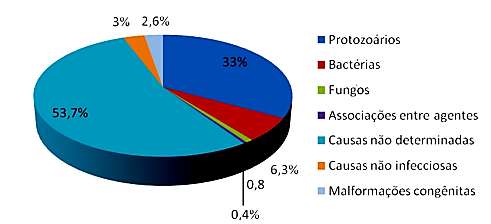 3%
2,6%
33%
53,7%
6,3%
0,8
0,4%
Protozoários
Bactérias
Fungos
Associações entre agentes
Causas não determinadas
Causas não infecciosas
Malformações congênitas